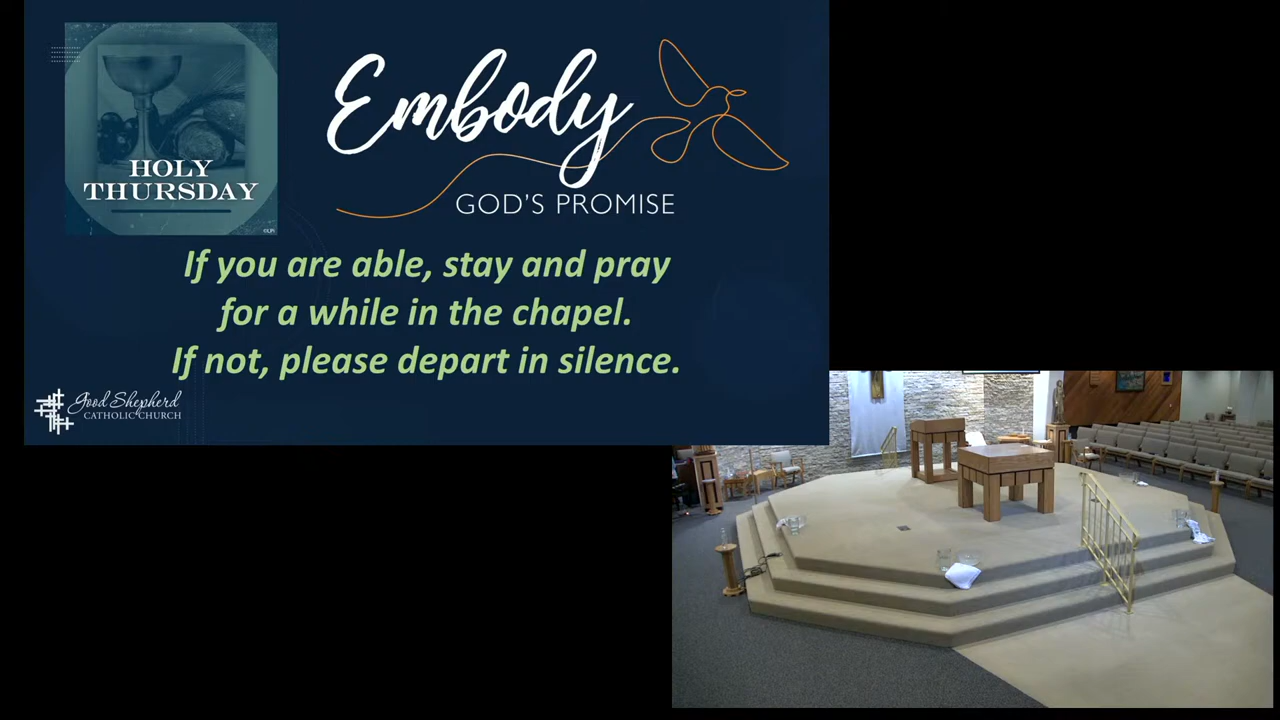 HOLY
THURSDAY
©LPi
Embody
GOD'S PROMISE
If you are able, stay and pray
for a while in the chapel.
If not, please depart in silence.
Good Shepherd
CATHOLIC CHURCH